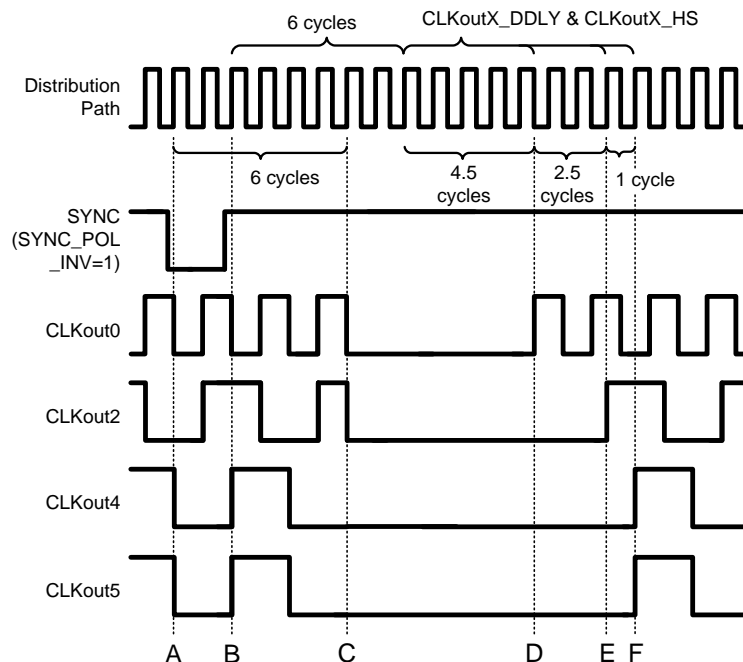 6 cycles
CLKoutX_DDLY & CLKoutX_HS
Distribution
Path
6 cycles
4.5
cycles
2.5
cycles
1 cycle
SYNC
(SYNC_POL
_INV=1)
CLKout0
CLKout2
CLKout4
CLKout5
A B C D E F